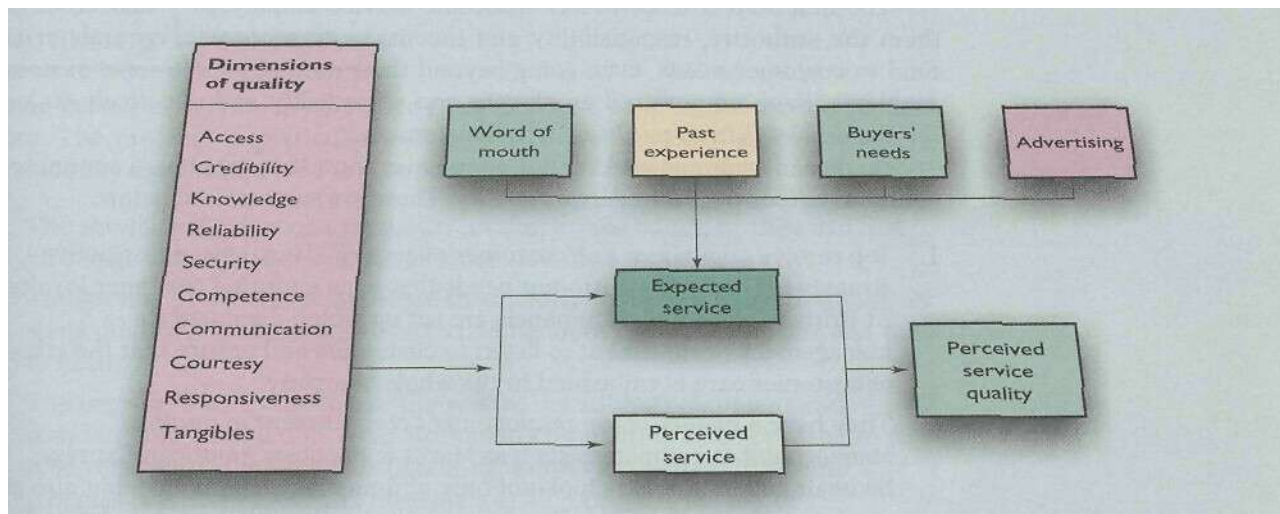 Dimensions
of quality
Access
Credibility
Knowledge
Reliability
Security
Competence
Communication
Courtesy
Responsiveness
Tangibles
Word of
mouth
Past
experience
Buyers'
needs
Advertising
Expected
service
Perceived
service
Perceived
service
quality